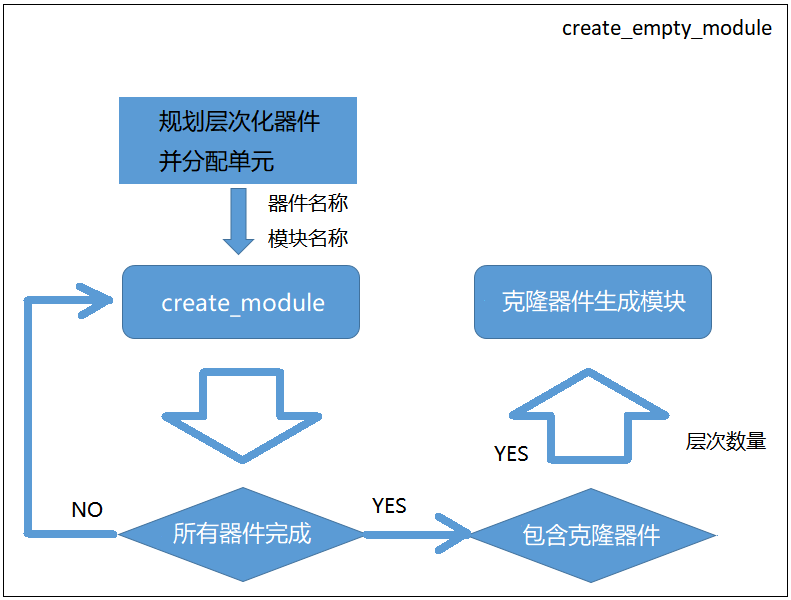 create_empty_module
规划层次化器件
并分配单元
器件名称
模块名称
create_module
克隆器件生成模块
YES
层次数量
NO
YES
所有器件完成
包含克隆器件